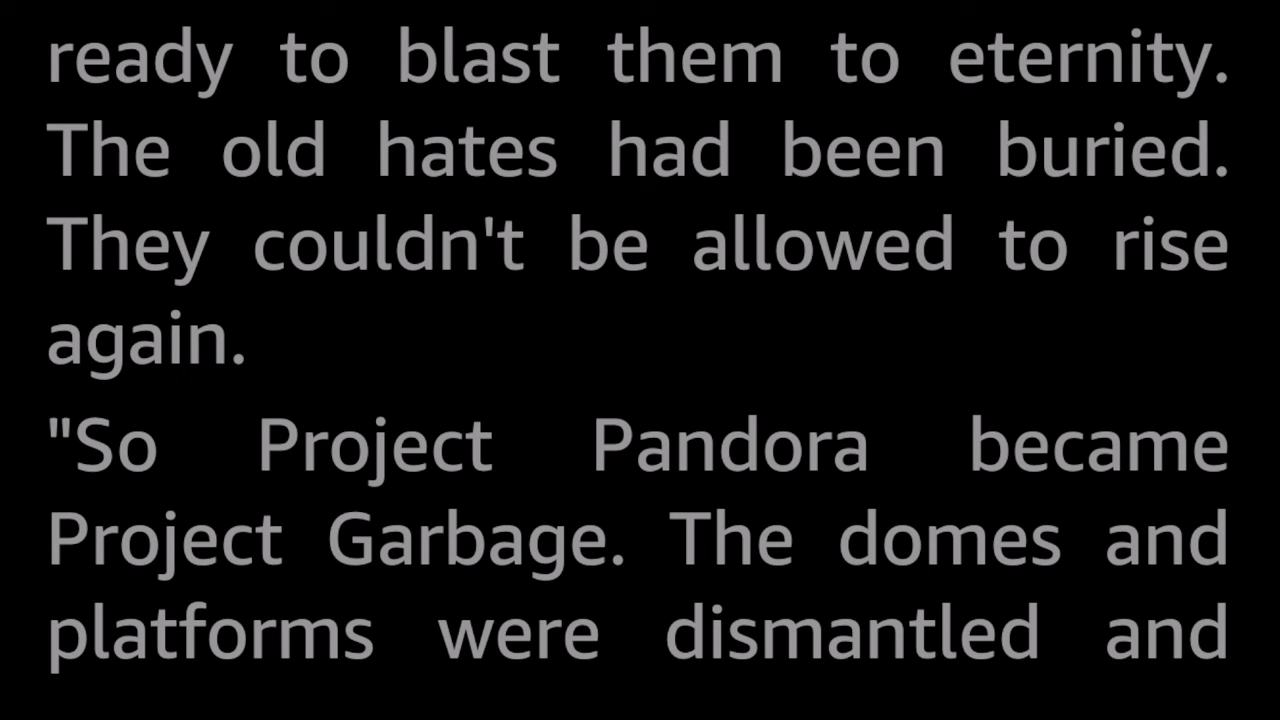 ready to blast them to eternity.
The old hates had been buried.
They couldn't be allowed to rise
again.
"So Project Pandora became
Project Garbage. The domes and
platforms were dismantled and